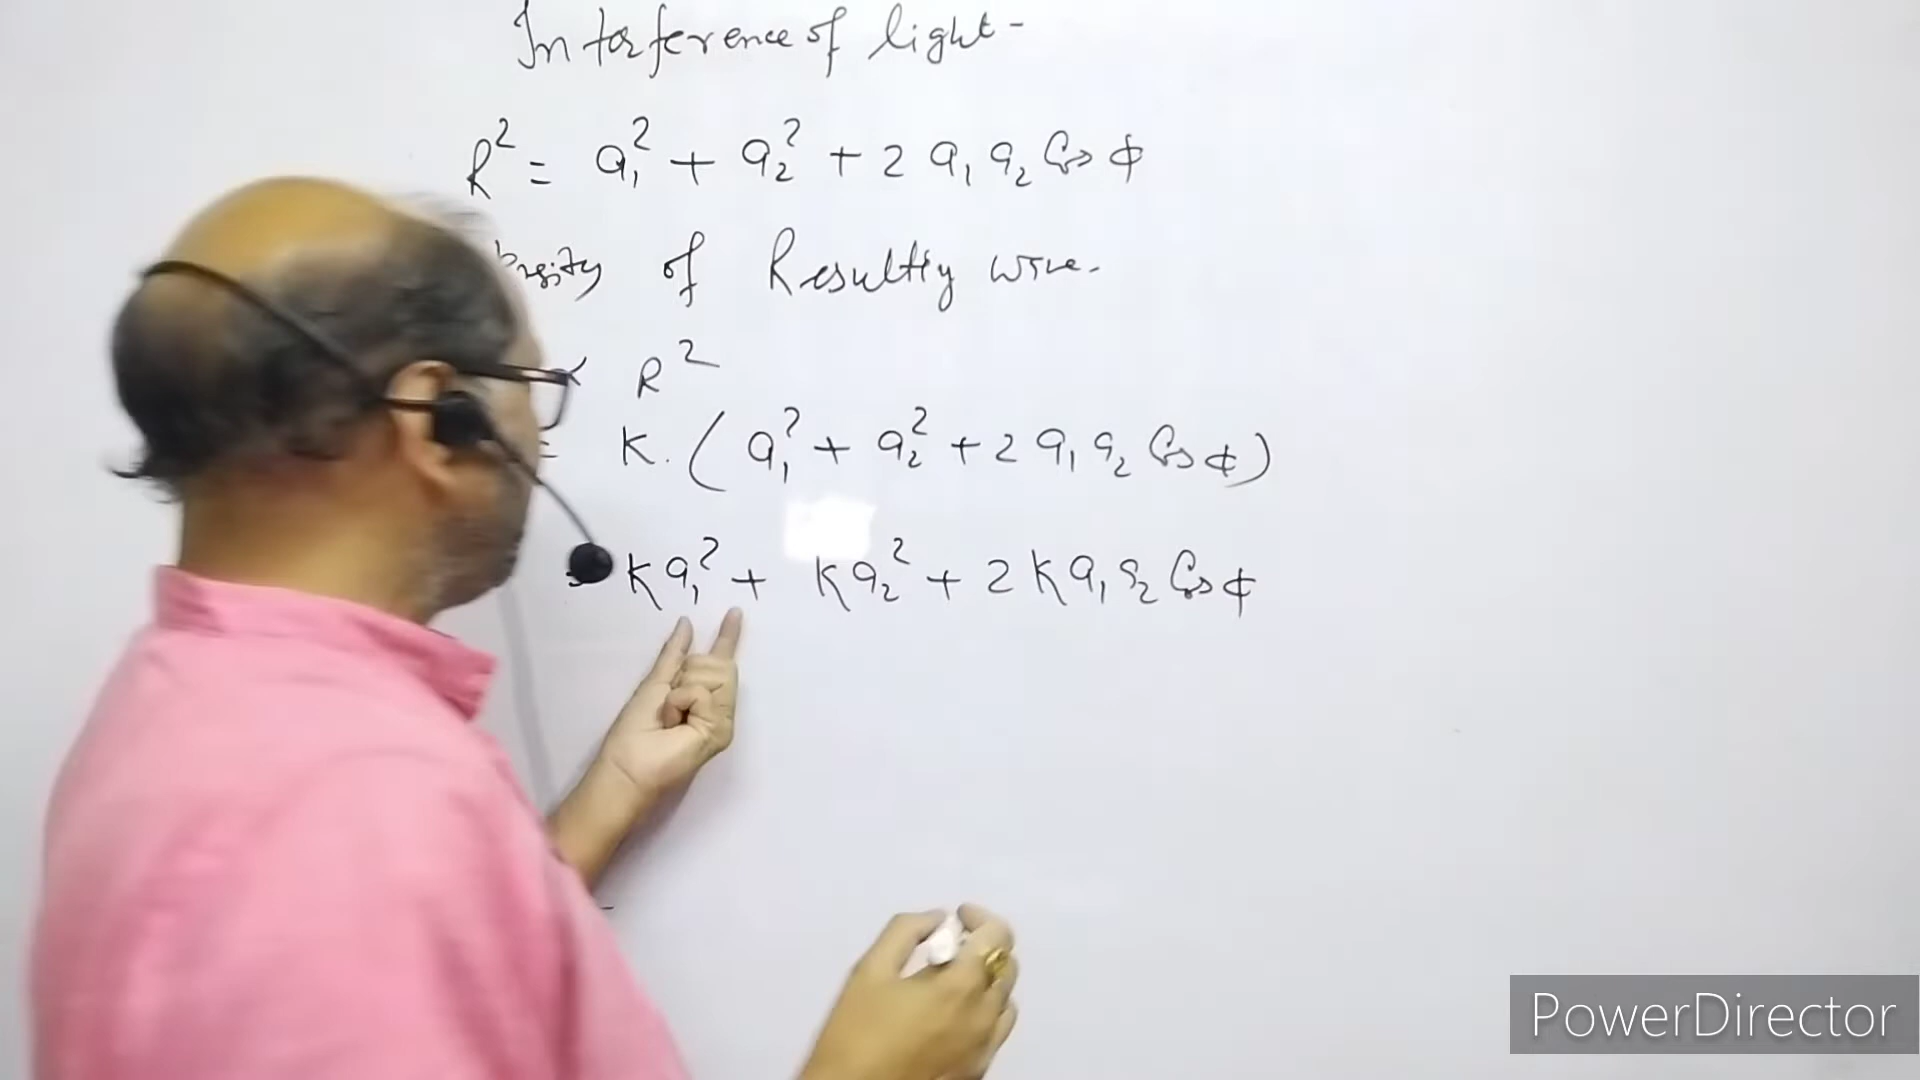 Interference of light -
R² = a₁² + a₂² + 2 a₁ a₂ Cos ϕ
of Resulting wave.
R²
= K. ( a₁² + a₂² + 2 a₁ a₂ Cos ϕ )
= K a₁² + K a₂² + 2 K a₁ a₂ Cos ϕ
PowerDirector